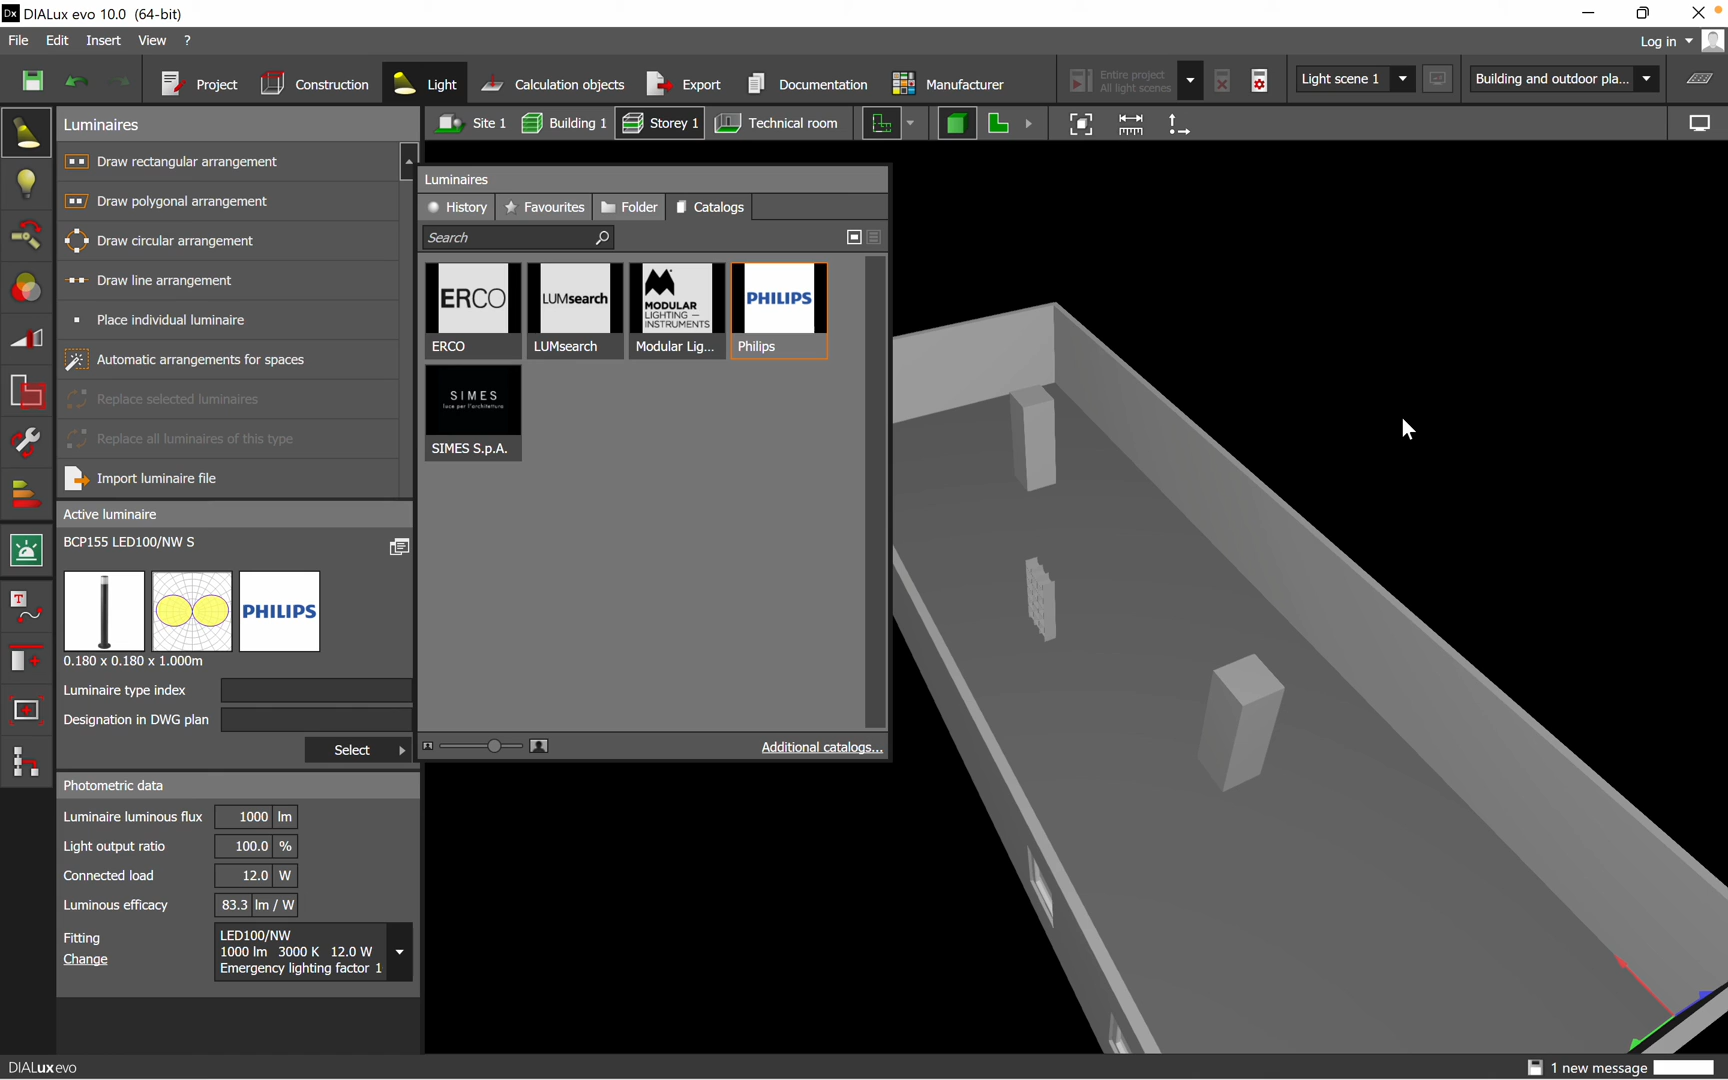 DIALux evo 10.0 (64-bit)
File Edit Insert View ?
Log in
Project Construction Light Calculation objects Export Documentation Manufacturer
Entire project
All light scenes
Light scene 1
Building and outdoor pla...
Site 1 Building 1 Storey 1 Technical room
Luminaires
Draw rectangular arrangement
Draw polygonal arrangement
Draw circular arrangement
Draw line arrangement
Place individual luminaire
Automatic arrangements for spaces
Replace selected luminaires
Replace all luminaires of this type
Import luminaire file
Active luminaire
BCP155 LED100/NW S
PHILIPS
0.180 x 0.180 x 1.000m
Luminaire type index
Designation in DWG plan
Select
Photometric data
Luminaire luminous flux 1000 lm
Light output ratio 100.0 %
Connected load 12.0 W
Luminous efficacy 83.3 lm / W
Fitting
Change
LED100/NW
1000 lm 3000 K 12.0 W
Emergency lighting factor 1
Luminaires
History Favourites Folder Catalogs
Search
ERCO
ERCO
LUMsearch
LUMsearch
MODULAR
LIGHTING —
INSTRUMENTS
Modular Lig...
PHILIPS
Philips
SIMES
luce per l'architettura
SIMES S.p.A.
Additional catalogs...
DIALux evo
1 new message